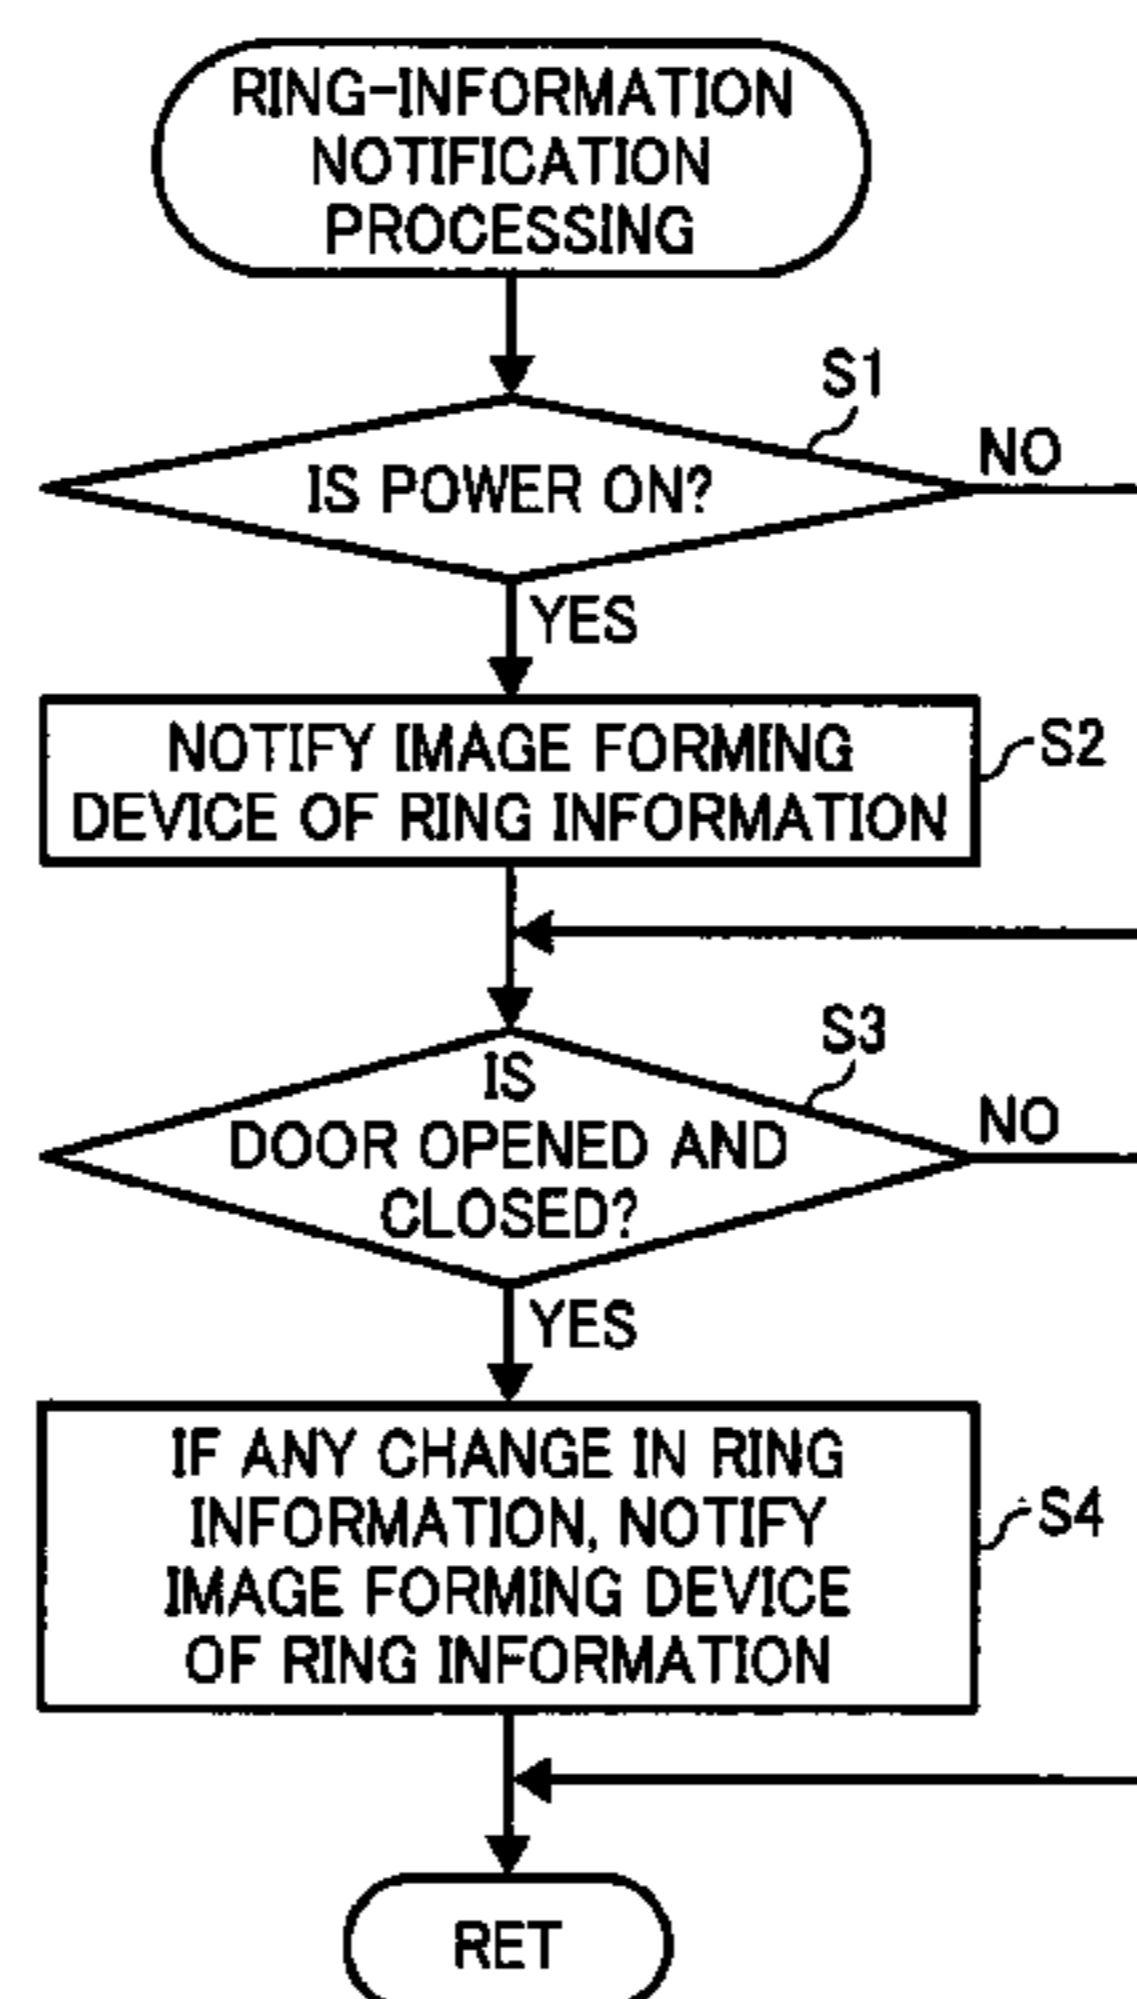 RING-INFORMATION
NOTIFICATION
PROCESSING
S1
NO
IS POWER ON?
YES
NOTIFY IMAGE FORMING
DEVICE OF RING INFORMATION
S2
S3
IS
DOOR OPENED AND
CLOSED?
NO
YES
IF ANY CHANGE IN RING
INFORMATION, NOTIFY
IMAGE FORMING DEVICE
OF RING INFORMATION
S4
RET